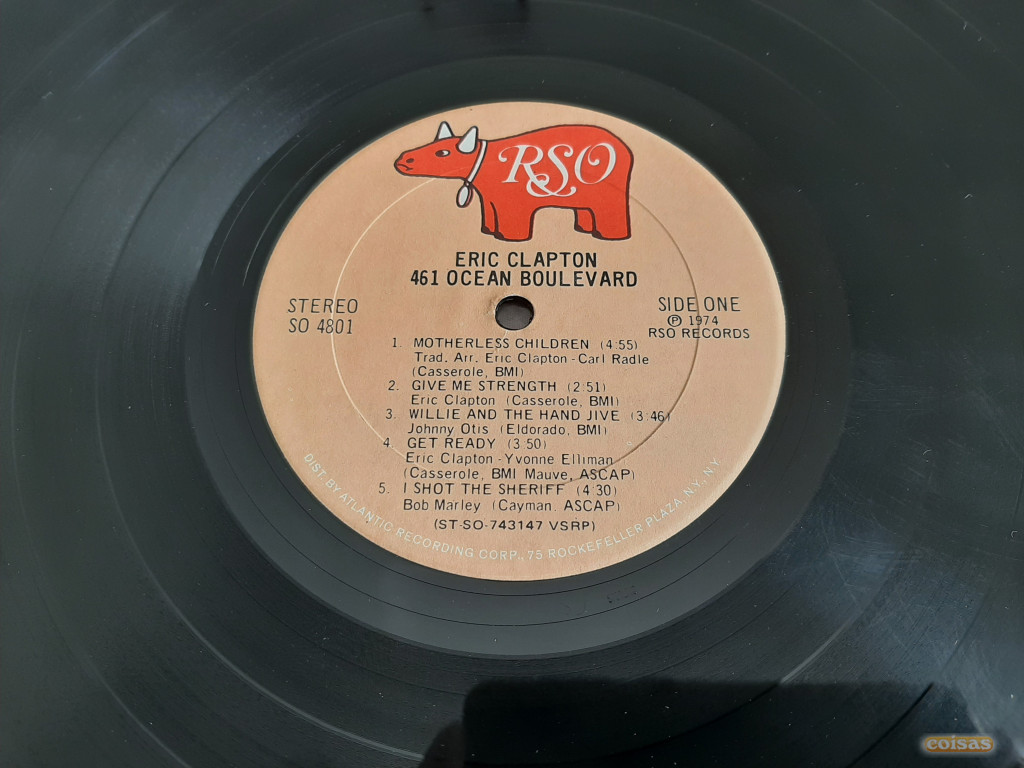 RSO
ERIC CLAPTON
461 OCEAN BOULEVARD
STEREO
SO 4801
SIDE ONE
℗ 1974
RSO RECORDS
1. MOTHERLESS CHILDREN (4:55)
Trad. Arr. Eric Clapton - Carl Radle
(Casserole, BMI)
2. GIVE ME STRENGTH (2:51)
Eric Clapton (Casserole, BMI)
3. WILLIE AND THE HAND JIVE (3:46)
Johnny Otis (Eldorado, BMI)
4. GET READY (3:50)
Eric Clapton - Yvonne Elliman
(Casserole, BMI Mauve, ASCAP)
5. I SHOT THE SHERIFF (4:30)
Bob Marley (Cayman, ASCAP)
(ST-SO-743147 VSRP)
DIST. BY ATLANTIC RECORDING CORP., 75 ROCKEFELLER PLAZA, N.Y., N.Y.
coisas